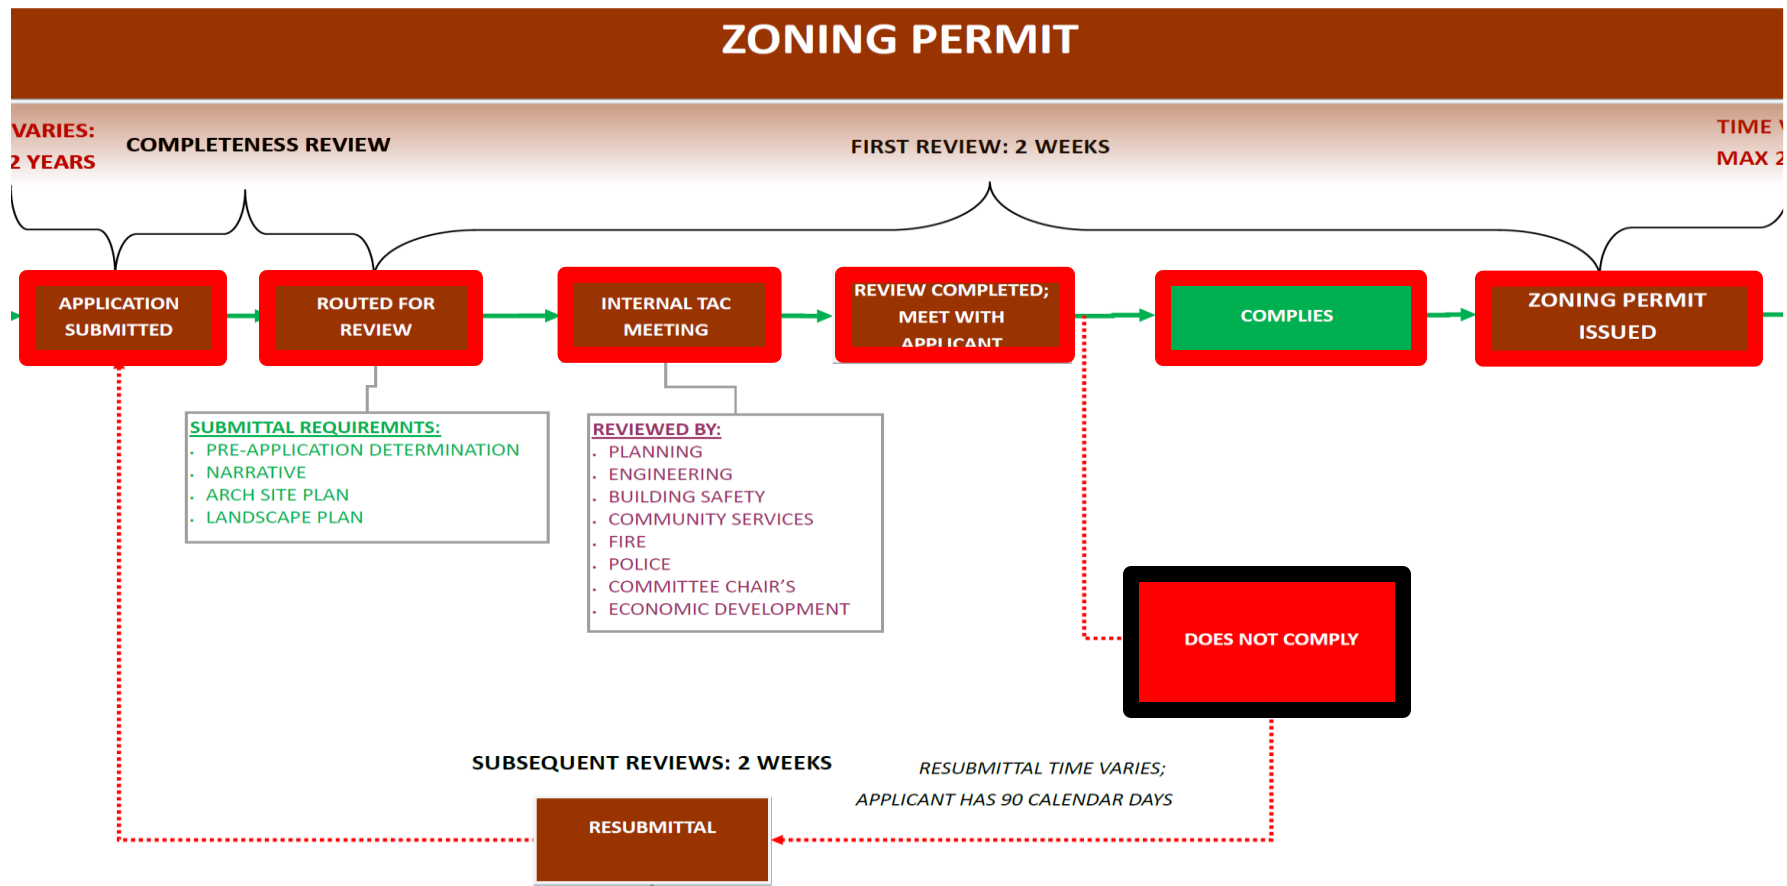 ZONING PERMIT
VARIES:
2 YEARS
COMPLETENESS REVIEW
FIRST REVIEW: 2 WEEKS
TIME
MAX 2
APPLICATION
SUBMITTED
ROUTED FOR
REVIEW
INTERNAL TAC
MEETING
REVIEW COMPLETED;
MEET WITH
APPLICANT
COMPLIES
ZONING PERMIT
ISSUED
SUBMITTAL REQUIREMNTS:
. PRE-APPLICATION DETERMINATION
. NARRATIVE
. ARCH SITE PLAN
. LANDSCAPE PLAN
REVIEWED BY:
. PLANNING
. ENGINEERING
. BUILDING SAFETY
. COMMUNITY SERVICES
. FIRE
. POLICE
. COMMITTEE CHAIR’S
. ECONOMIC DEVELOPMENT
DOES NOT COMPLY
SUBSEQUENT REVIEWS: 2 WEEKS
RESUBMITTAL TIME VARIES;
APPLICANT HAS 90 CALENDAR DAYS
RESUBMITTAL